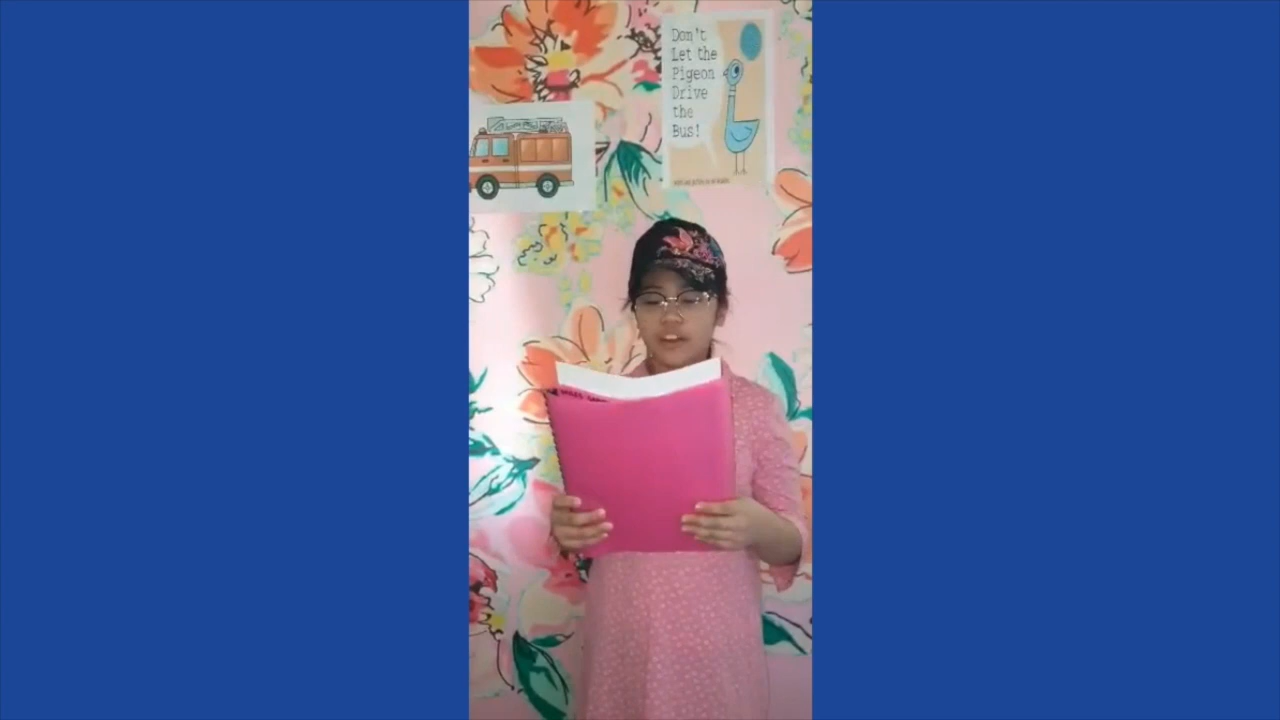 Don't
Let the
Pigeon
Drive
the
Bus!